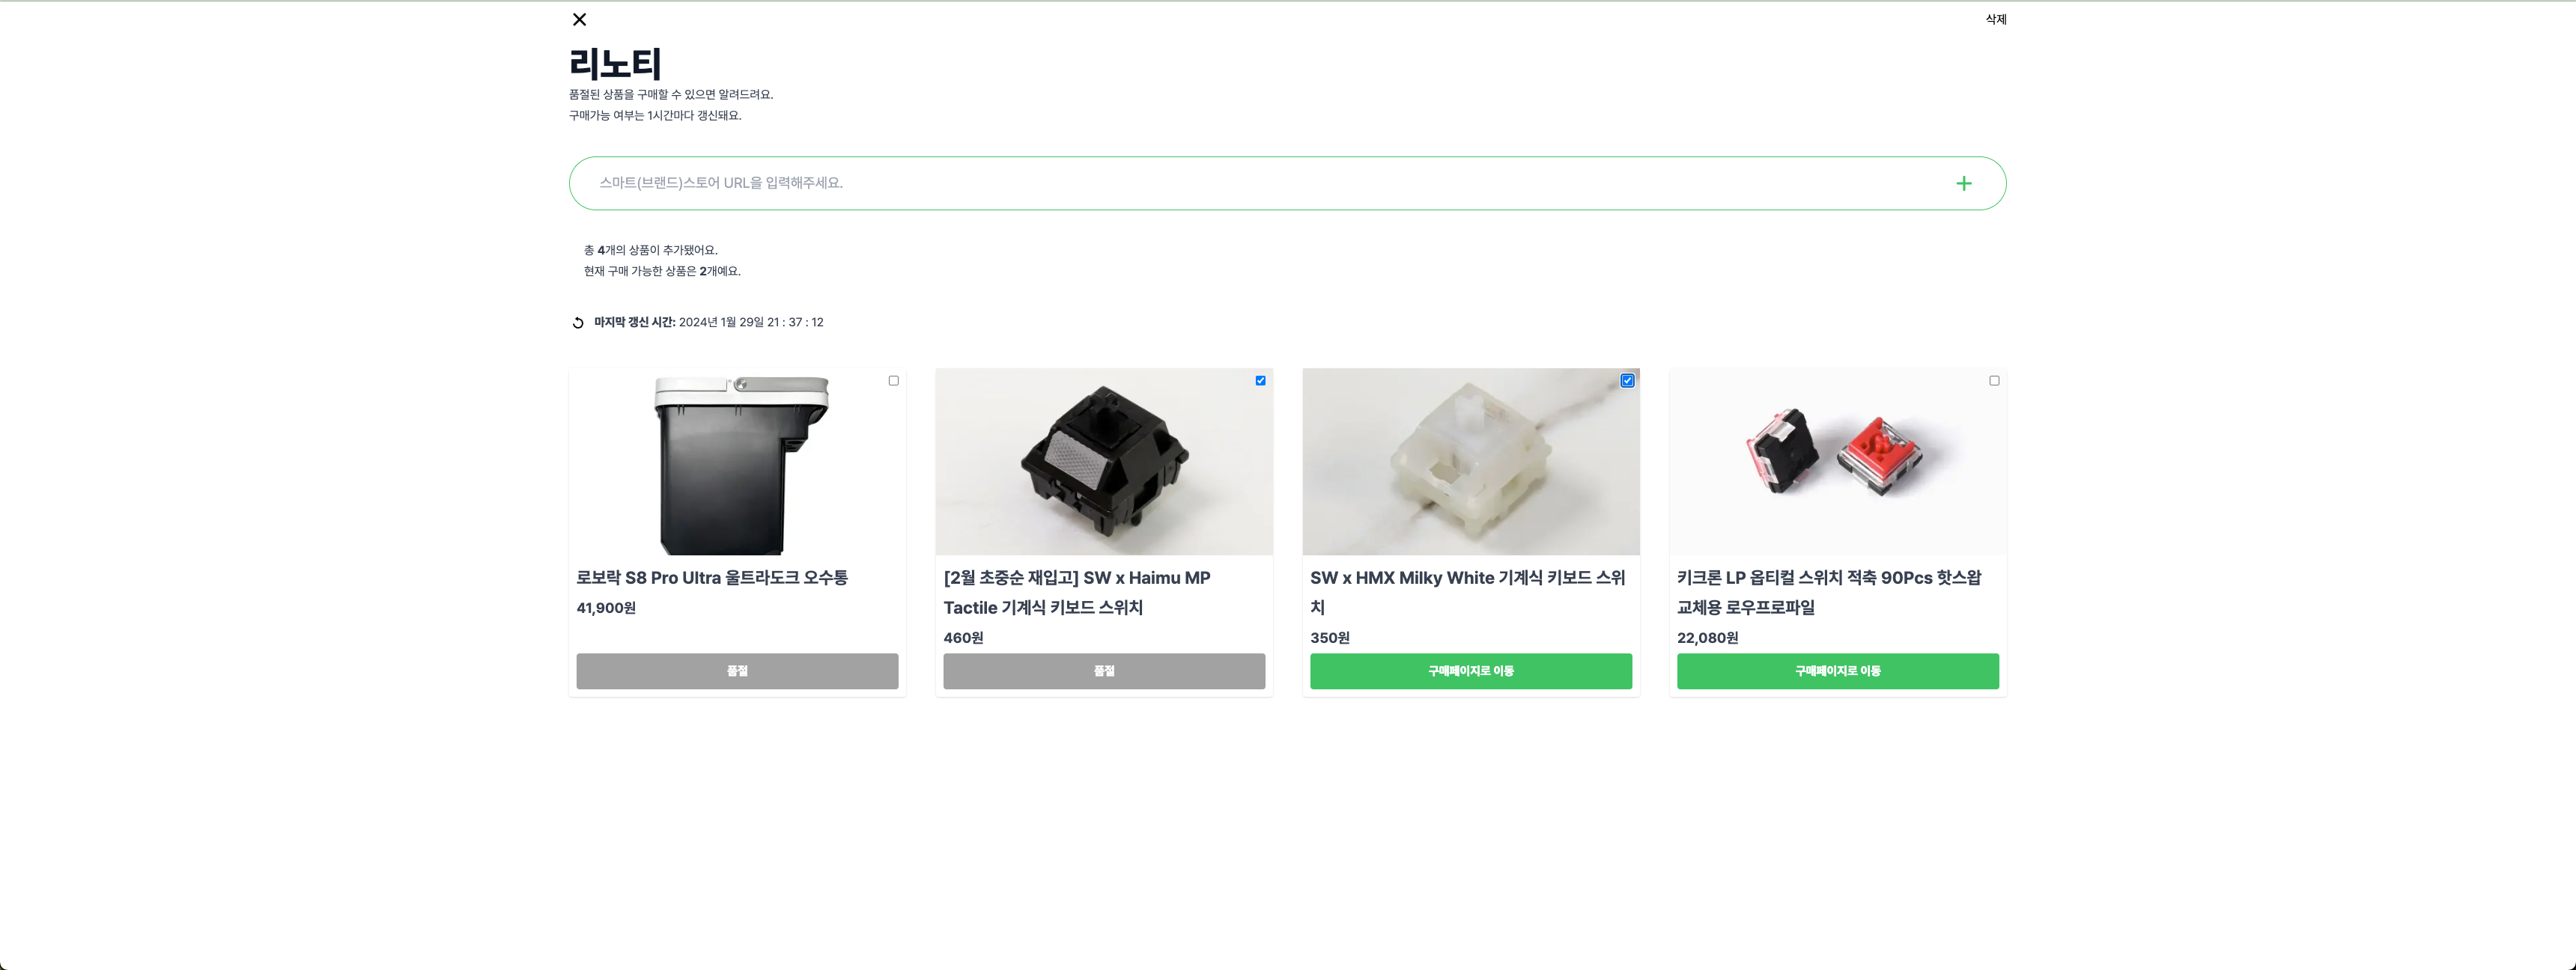 삭제
리노티
품절된 상품을 구매할 수 있으면 알려드려요.
구매가능 여부는 1시간마다 갱신돼요.
스마트(브랜드)스토어 URL을 입력해주세요.
총 4개의 상품이 추가됐어요.
현재 구매 가능한 상품은 2개예요.
마지막 갱신 시간: 2024년 1월 29일 21 : 37 : 12
로보락 S8 Pro Ultra 울트라도크 오수통
41,900원
품절
[2월 초중순 재입고] SW x Haimu MP
Tactile 기계식 키보드 스위치
460원
품절
SW x HMX Milky White 기계식 키보드 스위
치
350원
구매페이지로 이동
키크론 LP 옵티컬 스위치 적축 90Pcs 핫스왑
교체용 로우프로파일
22,080원
구매페이지로 이동